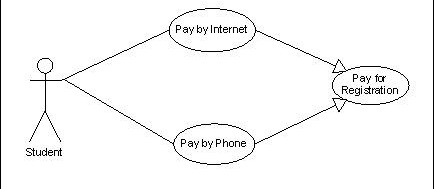 Pay by Internet
Pay for
Registration
Pay by Phone
Student